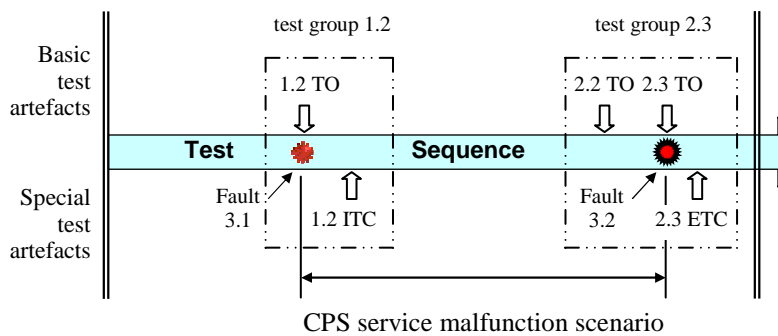 test group 1.2
test group 2.3
Basic
test
artefacts
1.2 TO
2.2 TO
2.3 TO
Test
Sequence
Special
test
artefacts
Fault
3.1
1.2 ITC
Fault
3.2
2.3 ETC
CPS service malfunction scenario